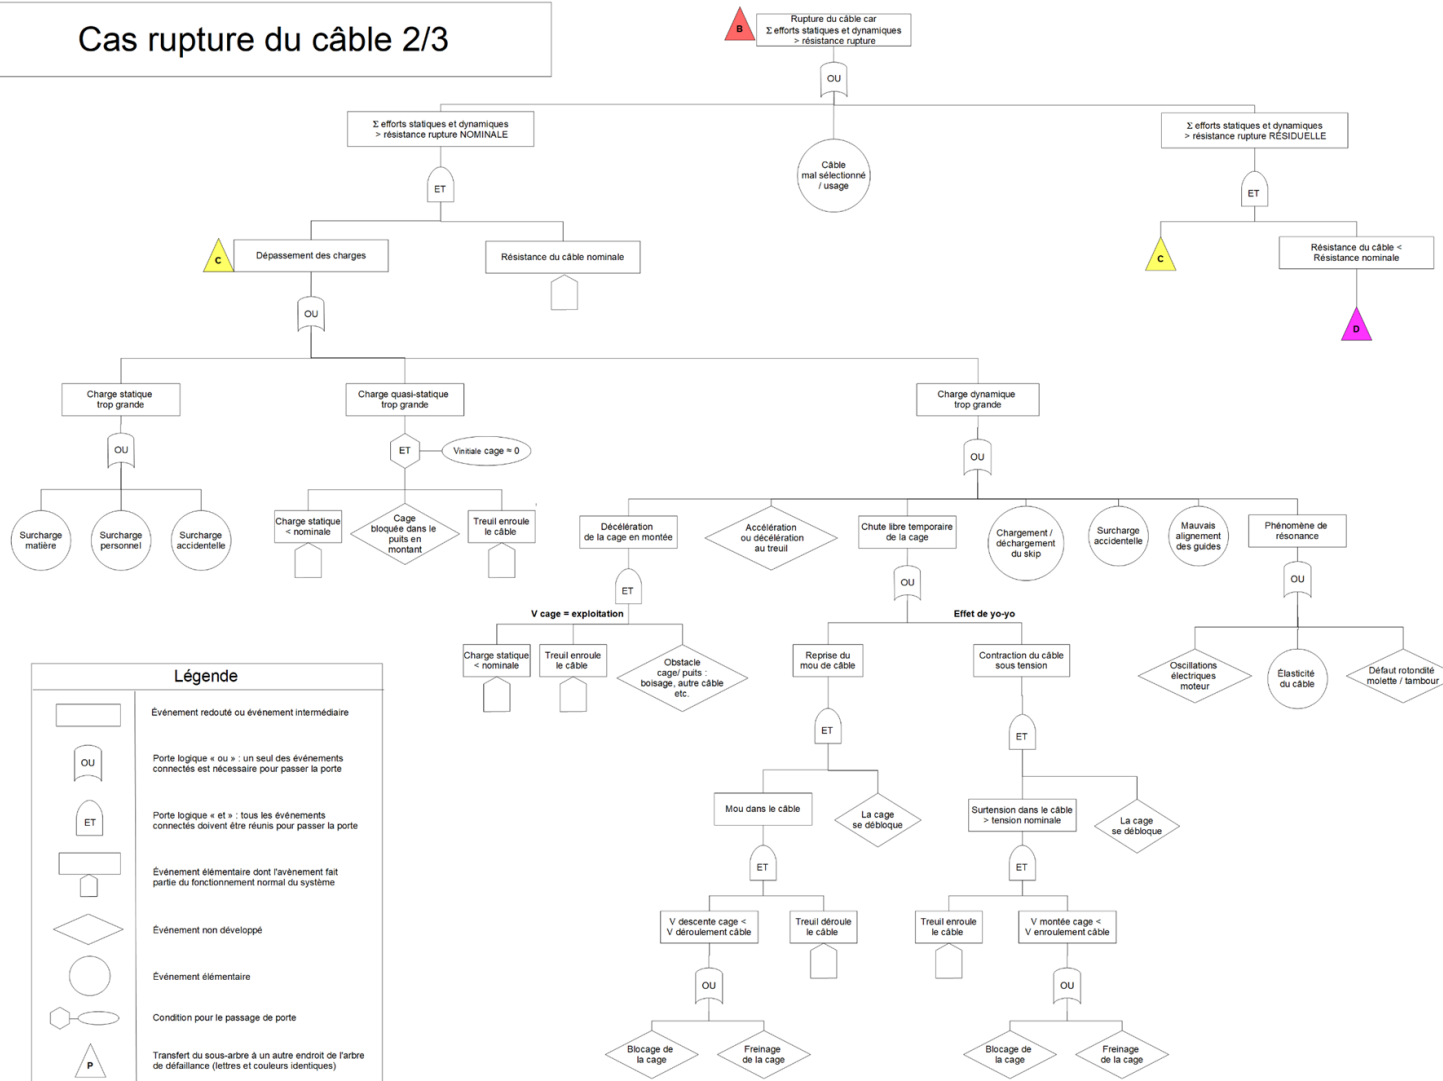 Cas rupture du câble 2/3
B
Rupture du câble car
Σ efforts statiques et dynamiques
> résistance rupture
OU
Σ efforts statiques et dynamiques
> résistance rupture NOMINALE
Câble
mal sélectionné
/ usage
Σ efforts statiques et dynamiques
> résistance rupture RÉSIDUELLE
ET
ET
C
Dépassement des charges
Résistance du câble nominale
C
Résistance du câble <
Résistance nominale
OU
D
Charge statique
trop grande
Charge quasi-statique
trop grande
Charge dynamique
trop grande
OU
ET
Vinitiale cage = 0
OU
Surcharge
matière
Surcharge
personnel
Surcharge
accidentelle
Charge statique
< nominale
Cage
bloquée dans le
puits en
montant
Treuil enroule
le câble
Décélération
de la cage en montée
Accélération
ou décélération
au treuil
Chute libre temporaire
de la cage
Chargement /
déchargement
du skip
Surcharge
accidentelle
Mauvais
alignement
des guides
Phénomène de
résonance
ET
OU
OU
V cage = exploitation
Effet de yo-yo
Charge statique
< nominale
Treuil enroule
le câble
Obstacle
cage/ puits :
boisage, autre câble
etc.
Reprise du
mou de câble
Contraction du câble
sous tension
Oscillations
électriques
moteur
Élasticité
du câble
Défaut rotondité
molette / tambour
ET
ET
Mou dans le câble
La cage
se débloque
Surtension dans le câble
> tension nominale
La cage
se débloque
ET
ET
V descente cage <
V déroulement câble
Treuil déroule
le câble
Treuil enroule
le câble
V montée cage <
V enroulement câble
OU
OU
Blocage de
la cage
Freinage
de la cage
Blocage de
la cage
Freinage
de la cage
Légende
Événement redouté ou événement intermédiaire
OU
Porte logique « ou » : un seul des événements
connectés est nécessaire pour passer la porte
ET
Porte logique « et » : tous les événements
connectés doivent être réunis pour passer la porte
Événement élémentaire dont l'avènement fait
partie du fonctionnement normal du système
Événement non développé
Événement élémentaire
Condition pour le passage de porte
P
Transfert du sous-arbre à un autre endroit de l'arbre
de défaillance (lettres et couleurs identiques)